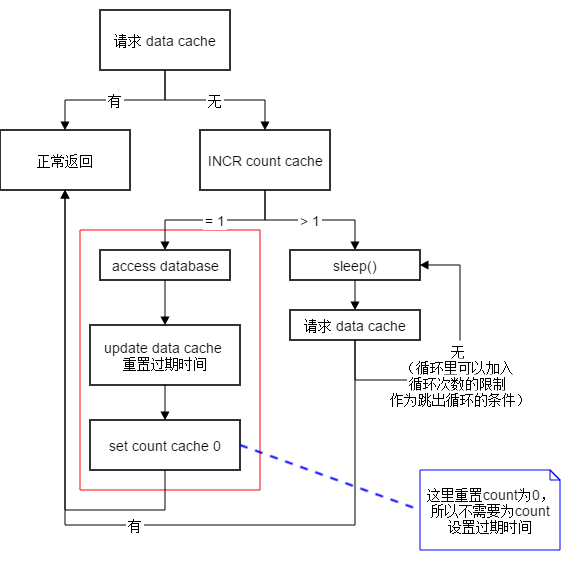 请求 data cache
有
无
正常返回
INCR count cache
= 1
> 1
access database
sleep()
update data cache
重置过期时间
请求 data cache
无
（循环里可以加入
循环次数的限制
作为跳出循环的条件）
set count cache 0
这里重置count为0，
所以不需要为count
设置过期时间
有